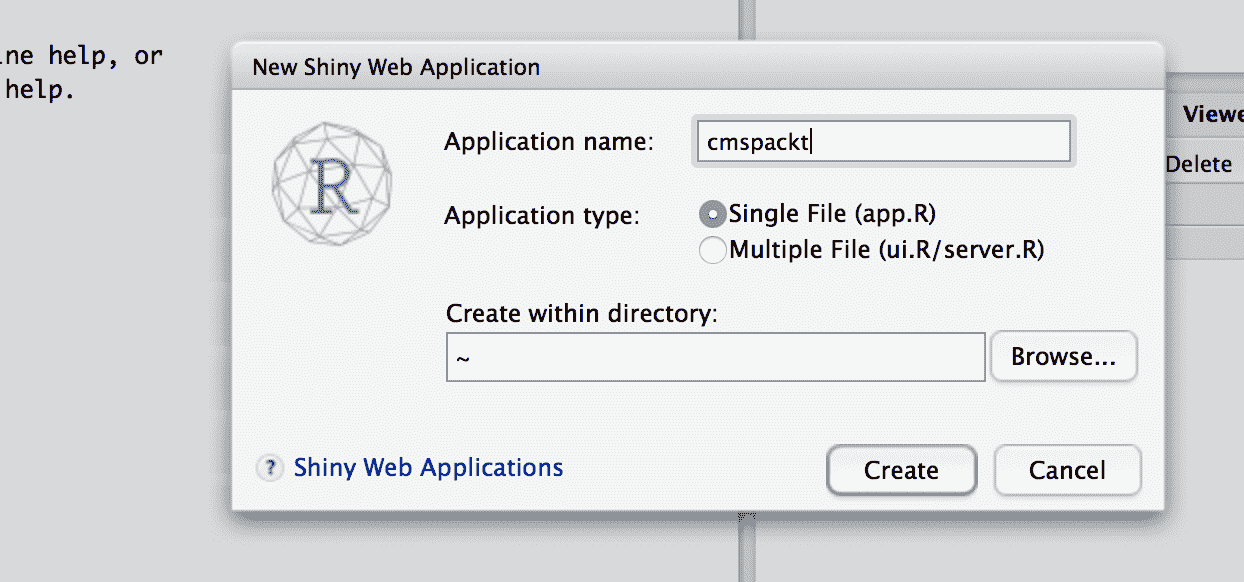 ine help, or
help.
New Shiny Web Application
R
Application name: cmspackt
Application type: Single File (app.R)
Multiple File (ui.R/server.R)
Create within directory:
~ Browse...
? Shiny Web Applications Create Cancel
Viewe
Delete